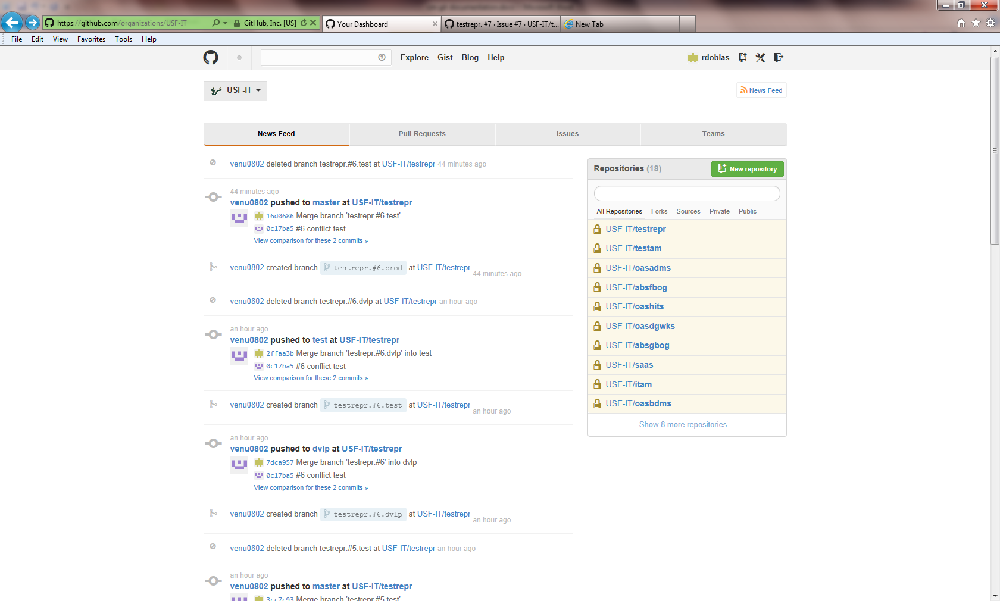 https://github.com/organizations/USF-IT
GitHub, Inc. [US]
Your Dashboard
testrepr. #7 · Issue #7 · USF-IT/t...
New Tab
File Edit View Favorites Tools Help
Explore Gist Blog Help
rdoblas
USF-IT
News Feed
News Feed Pull Requests Issues Teams
venu0802 deleted branch testrepr.#6.test at USF-IT/testrepr 44 minutes ago
44 minutes ago
venu0802 pushed to master at USF-IT/testrepr
16d0686 Merge branch 'testrepr.#6.test'
0c17ba5 #6 conflict test
View comparison for these 2 commits »
venu0802 created branch testrepr.#6.prod at USF-IT/testrepr 44 minutes ago
venu0802 deleted branch testrepr.#6.dvlp at USF-IT/testrepr an hour ago
an hour ago
venu0802 pushed to test at USF-IT/testrepr
2ffaa3b Merge branch 'testrepr.#6.dvlp' into test
0c17ba5 #6 conflict test
View comparison for these 2 commits »
venu0802 created branch testrepr.#6.test at USF-IT/testrepr an hour ago
an hour ago
venu0802 pushed to dvlp at USF-IT/testrepr
7dca957 Merge branch 'testrepr.#6' into dvlp
0c17ba5 #6 conflict test
View comparison for these 2 commits »
venu0802 created branch testrepr.#6.dvlp at USF-IT/testrepr an hour ago
venu0802 deleted branch testrepr.#5.test at USF-IT/testrepr an hour ago
an hour ago
venu0802 pushed to master at USF-IT/testrepr
3cc7c93 Merge branch 'testrepr.#5.test'
Repositories (18)
New repository
All Repositories Forks Sources Private Public
USF-IT/testrepr
USF-IT/testam
USF-IT/oasadms
USF-IT/absfbog
USF-IT/oashits
USF-IT/oasdgwks
USF-IT/absgbog
USF-IT/saas
USF-IT/itam
USF-IT/oasbdms
Show 8 more repositories…